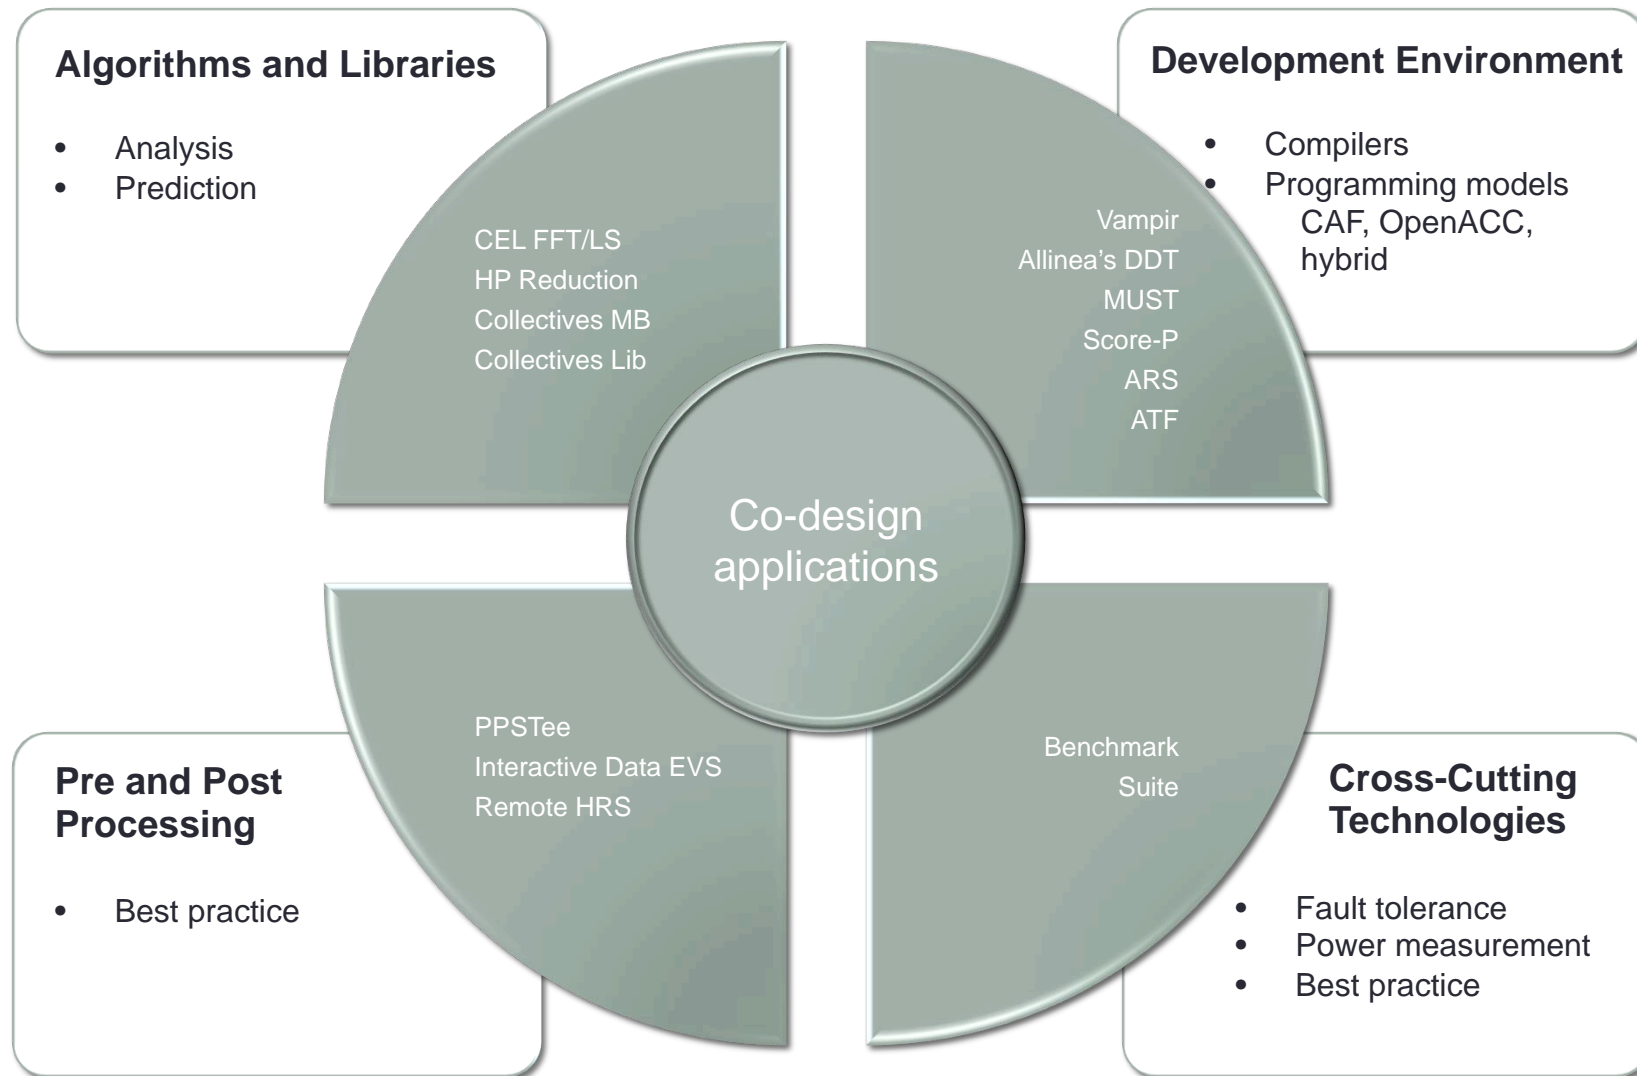 Algorithms and Libraries
• Analysis
• Prediction
CEL FFT/LS
HP Reduction
Collectives MB
Collectives Lib
Development Environment
• Compilers
• Programming models
CAF, OpenACC,
hybrid
Vampir
Allinea’s DDT
MUST
Score-P
ARS
ATF
Co-design
applications
Pre and Post
Processing
• Best practice
PPSTee
Interactive Data EVS
Remote HRS
Benchmark
Suite
Cross-Cutting
Technologies
• Fault tolerance
• Power measurement
• Best practice